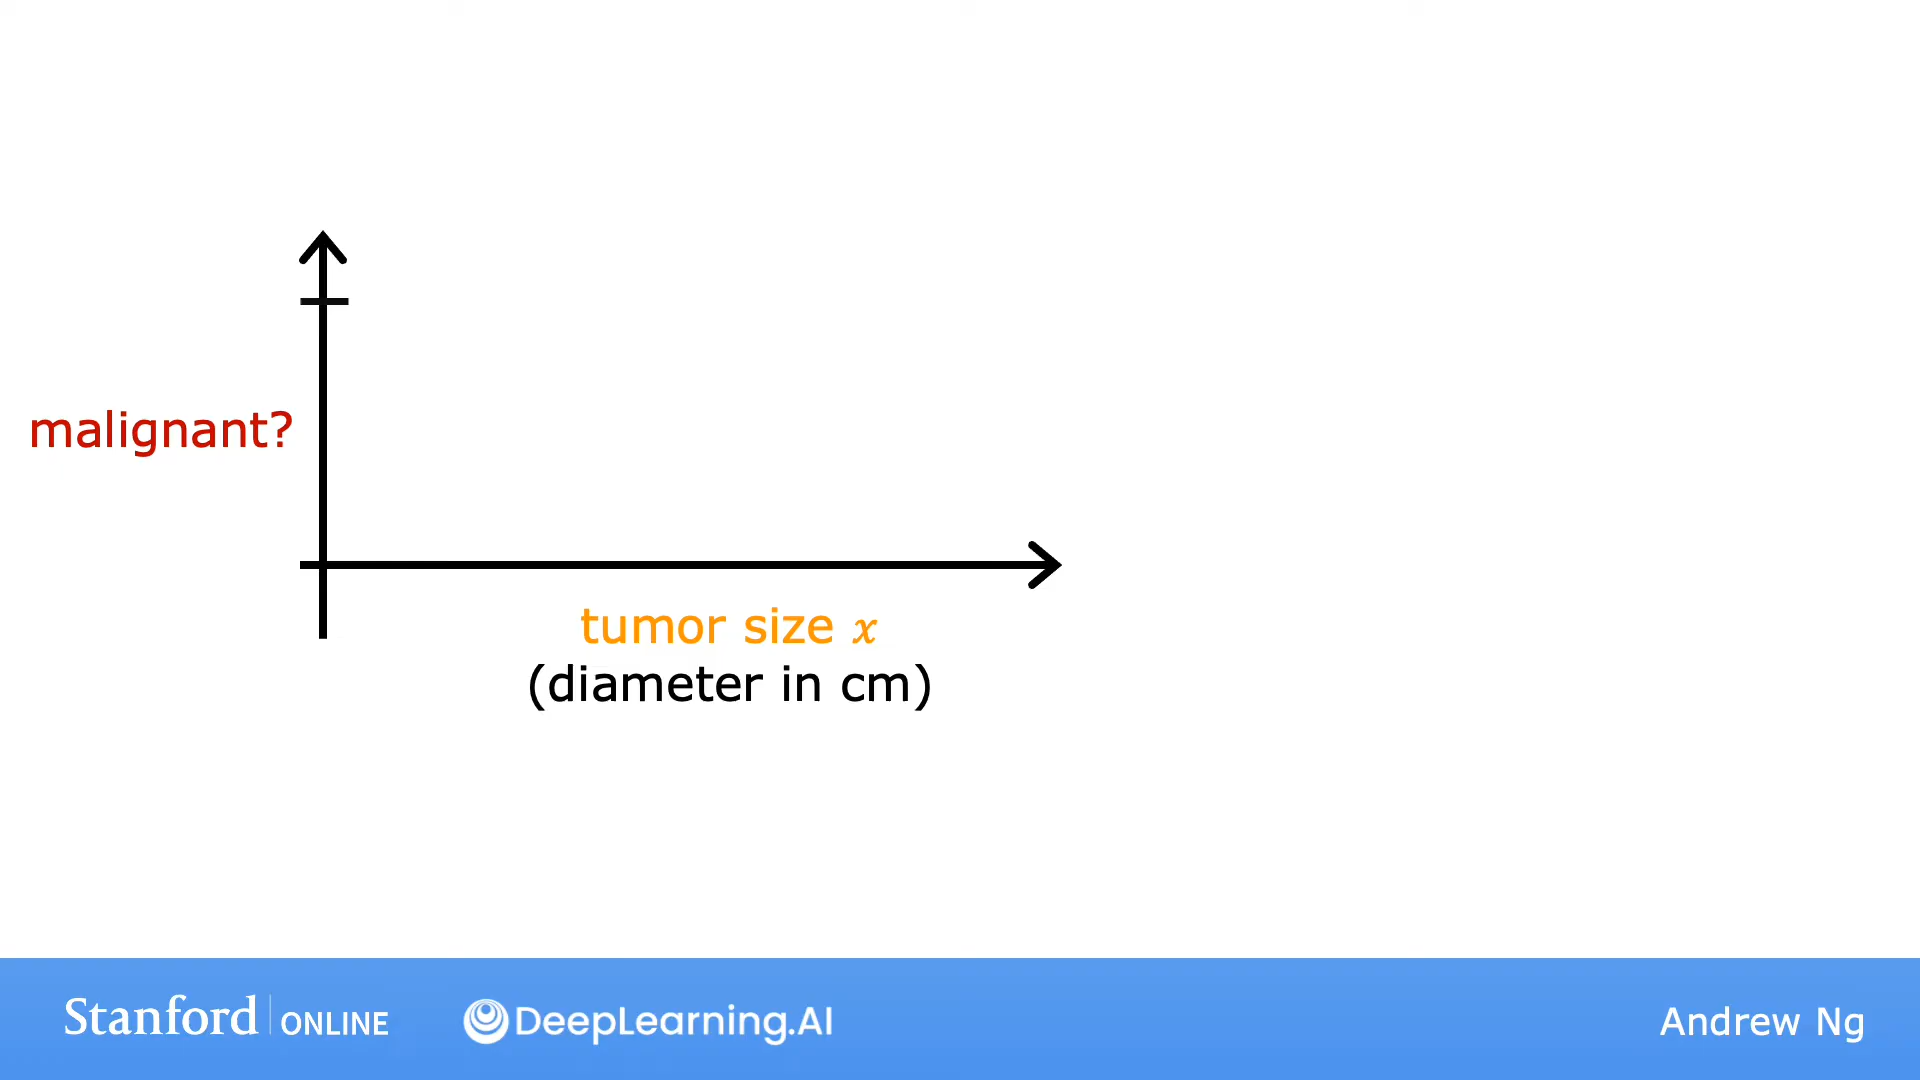 malignant?
tumor size x
(diameter in cm)
Stanford ONLINE
DeepLearning.AI
Andrew Ng